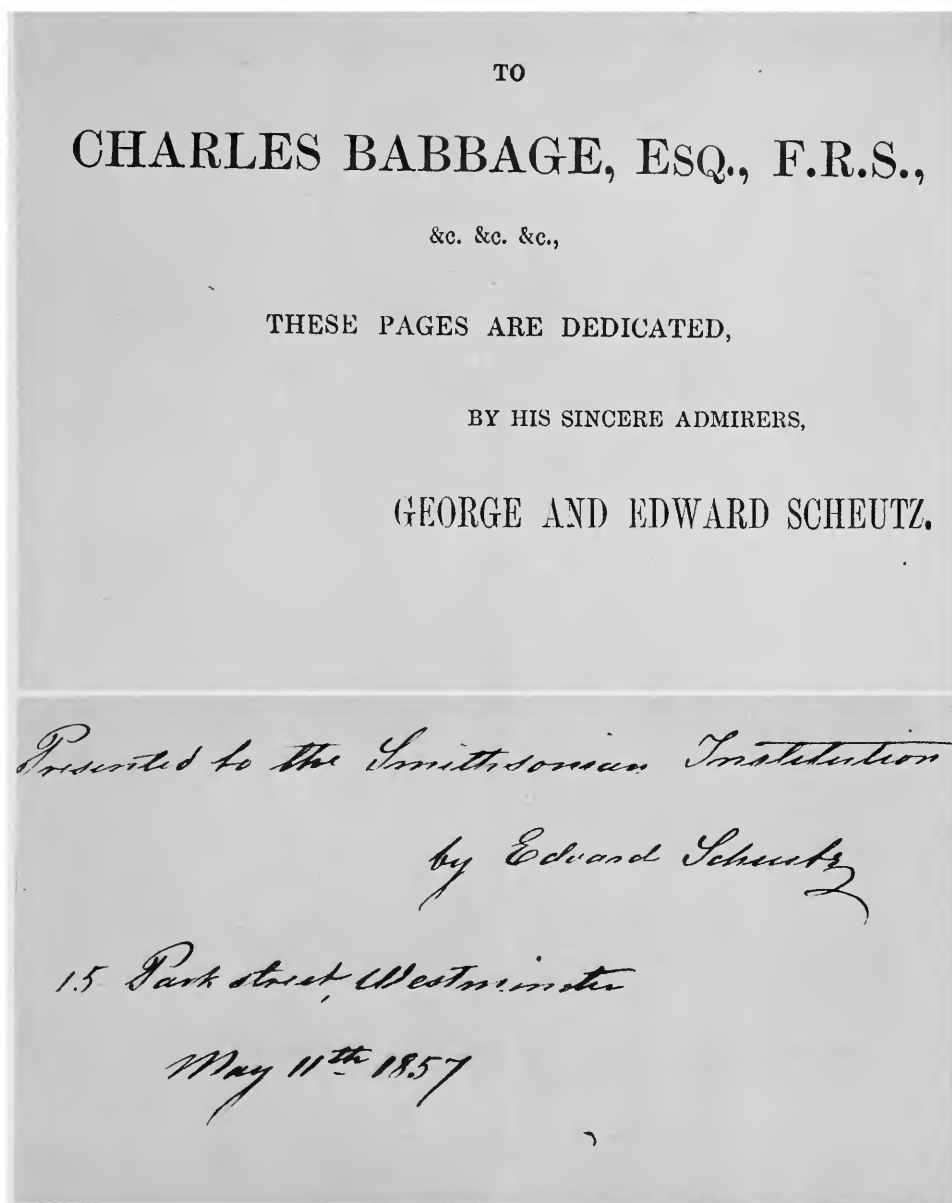 TO
CHARLES BABBAGE, ESQ., F.R.S.,
&c. &c. &c.,
THESE PAGES ARE DEDICATED,
BY HIS SINCERE ADMIRERS,
GEORGE AND EDWARD SCHEUTZ.
Presented to the Smithsonian Institution
by Edvard Scheutz
15 Park street, Westminster
May 11th 1857